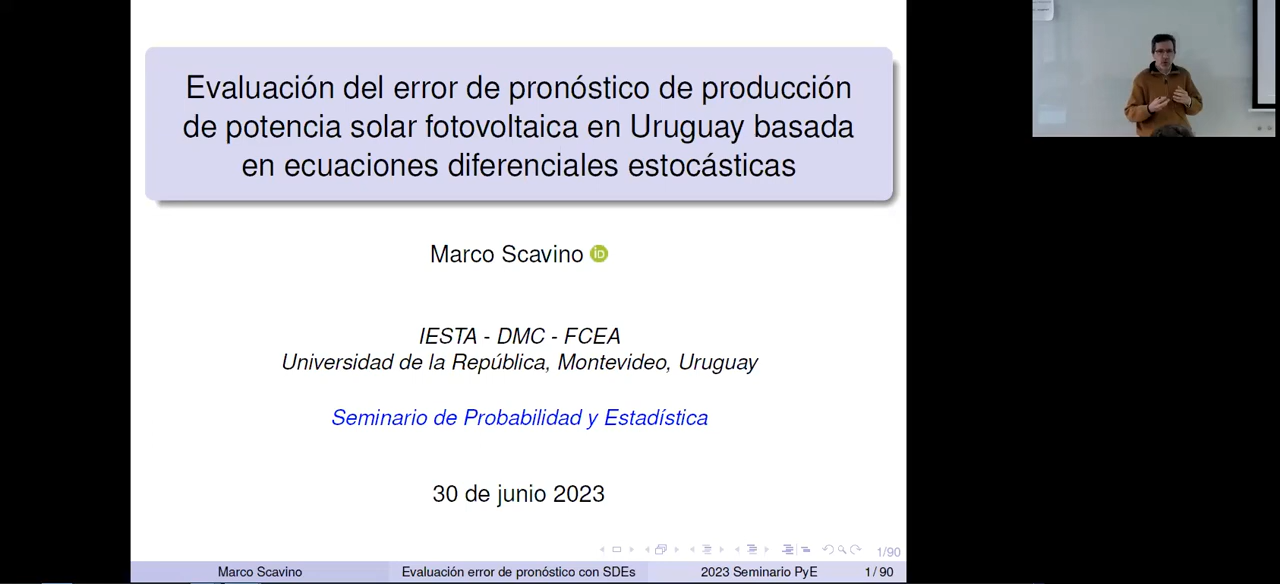 Evaluación del error de pronóstico de producción
de potencia solar fotovoltaica en Uruguay basada
en ecuaciones diferenciales estocásticas
Marco Scavino iD
IESTA - DMC - FCEA
Universidad de la República, Montevideo, Uruguay
Seminario de Probabilidad y Estadística
30 de junio 2023
1/90
Marco Scavino Evaluación error de pronóstico con SDEs 2023 Seminario PyE 1 / 90